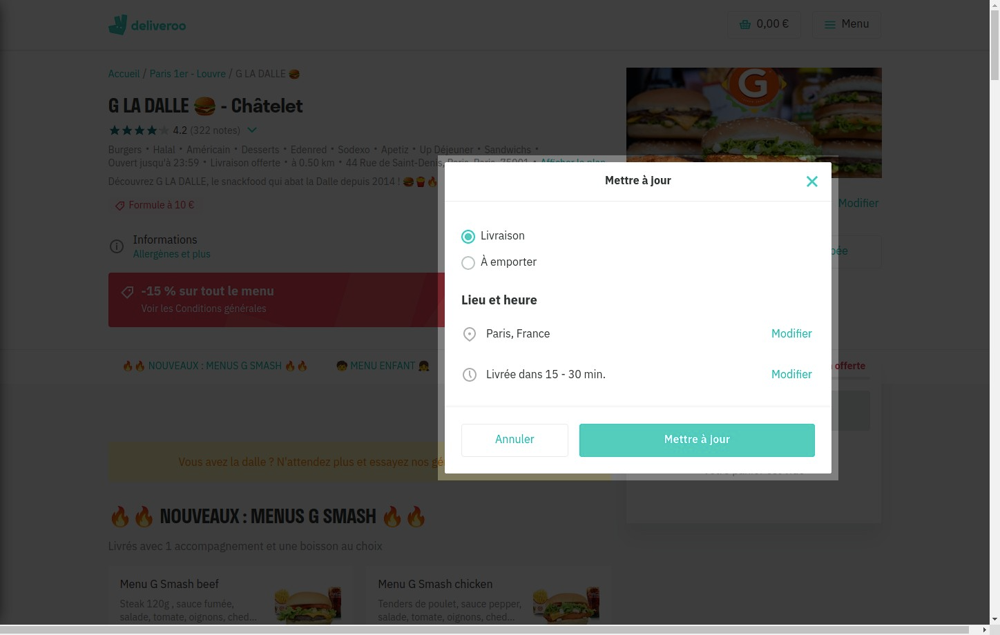 deliveroo
0,00 €
Menu
Accueil / Paris 1er - Louvre / G LA DALLE 🍔
G LA DALLE 🍔 - Châtelet
4.2 (322 notes)
Burgers • Halal • Américain • Desserts • Edenred • Sodexo • Apetiz • Up Déjeuner • Sandwichs •
Ouvert jusqu'à 23:59 • Livraison offerte • à 0.50 km • 44 Rue de Saint-Denis, Paris, Paris, 75001 • Afficher le plan
Découvrez G LA DALLE, le snackfood qui abat la Dalle depuis 2014 ! 🍔🍟🔥
Formule à 10 €
Informations
Allergènes et plus
-15 % sur tout le menu
Voir les Conditions générales
G
Modifier
Mettre à jour
Livraison
À emporter
Lieu et heure
Paris, France
Modifier
Livrée dans 15 - 30 min.
Modifier
Annuler
Mettre à jour
🔥🔥 NOUVEAUX : MENUS G SMASH 🔥🔥
🧒 MENU ENFANT 👧
offerte
Vous avez la dalle ? N'attendez plus et essayez nos
🔥🔥 NOUVEAUX : MENUS G SMASH 🔥🔥
Livrés avec 1 accompagnement et une boisson au choix
Menu G Smash beef
Steak 120g , sauce fumée,
salade, tomate, oignons, ched...
Menu G Smash chicken
Tenders de poulet, sauce pepper,
salade, tomate, oignons, ched...